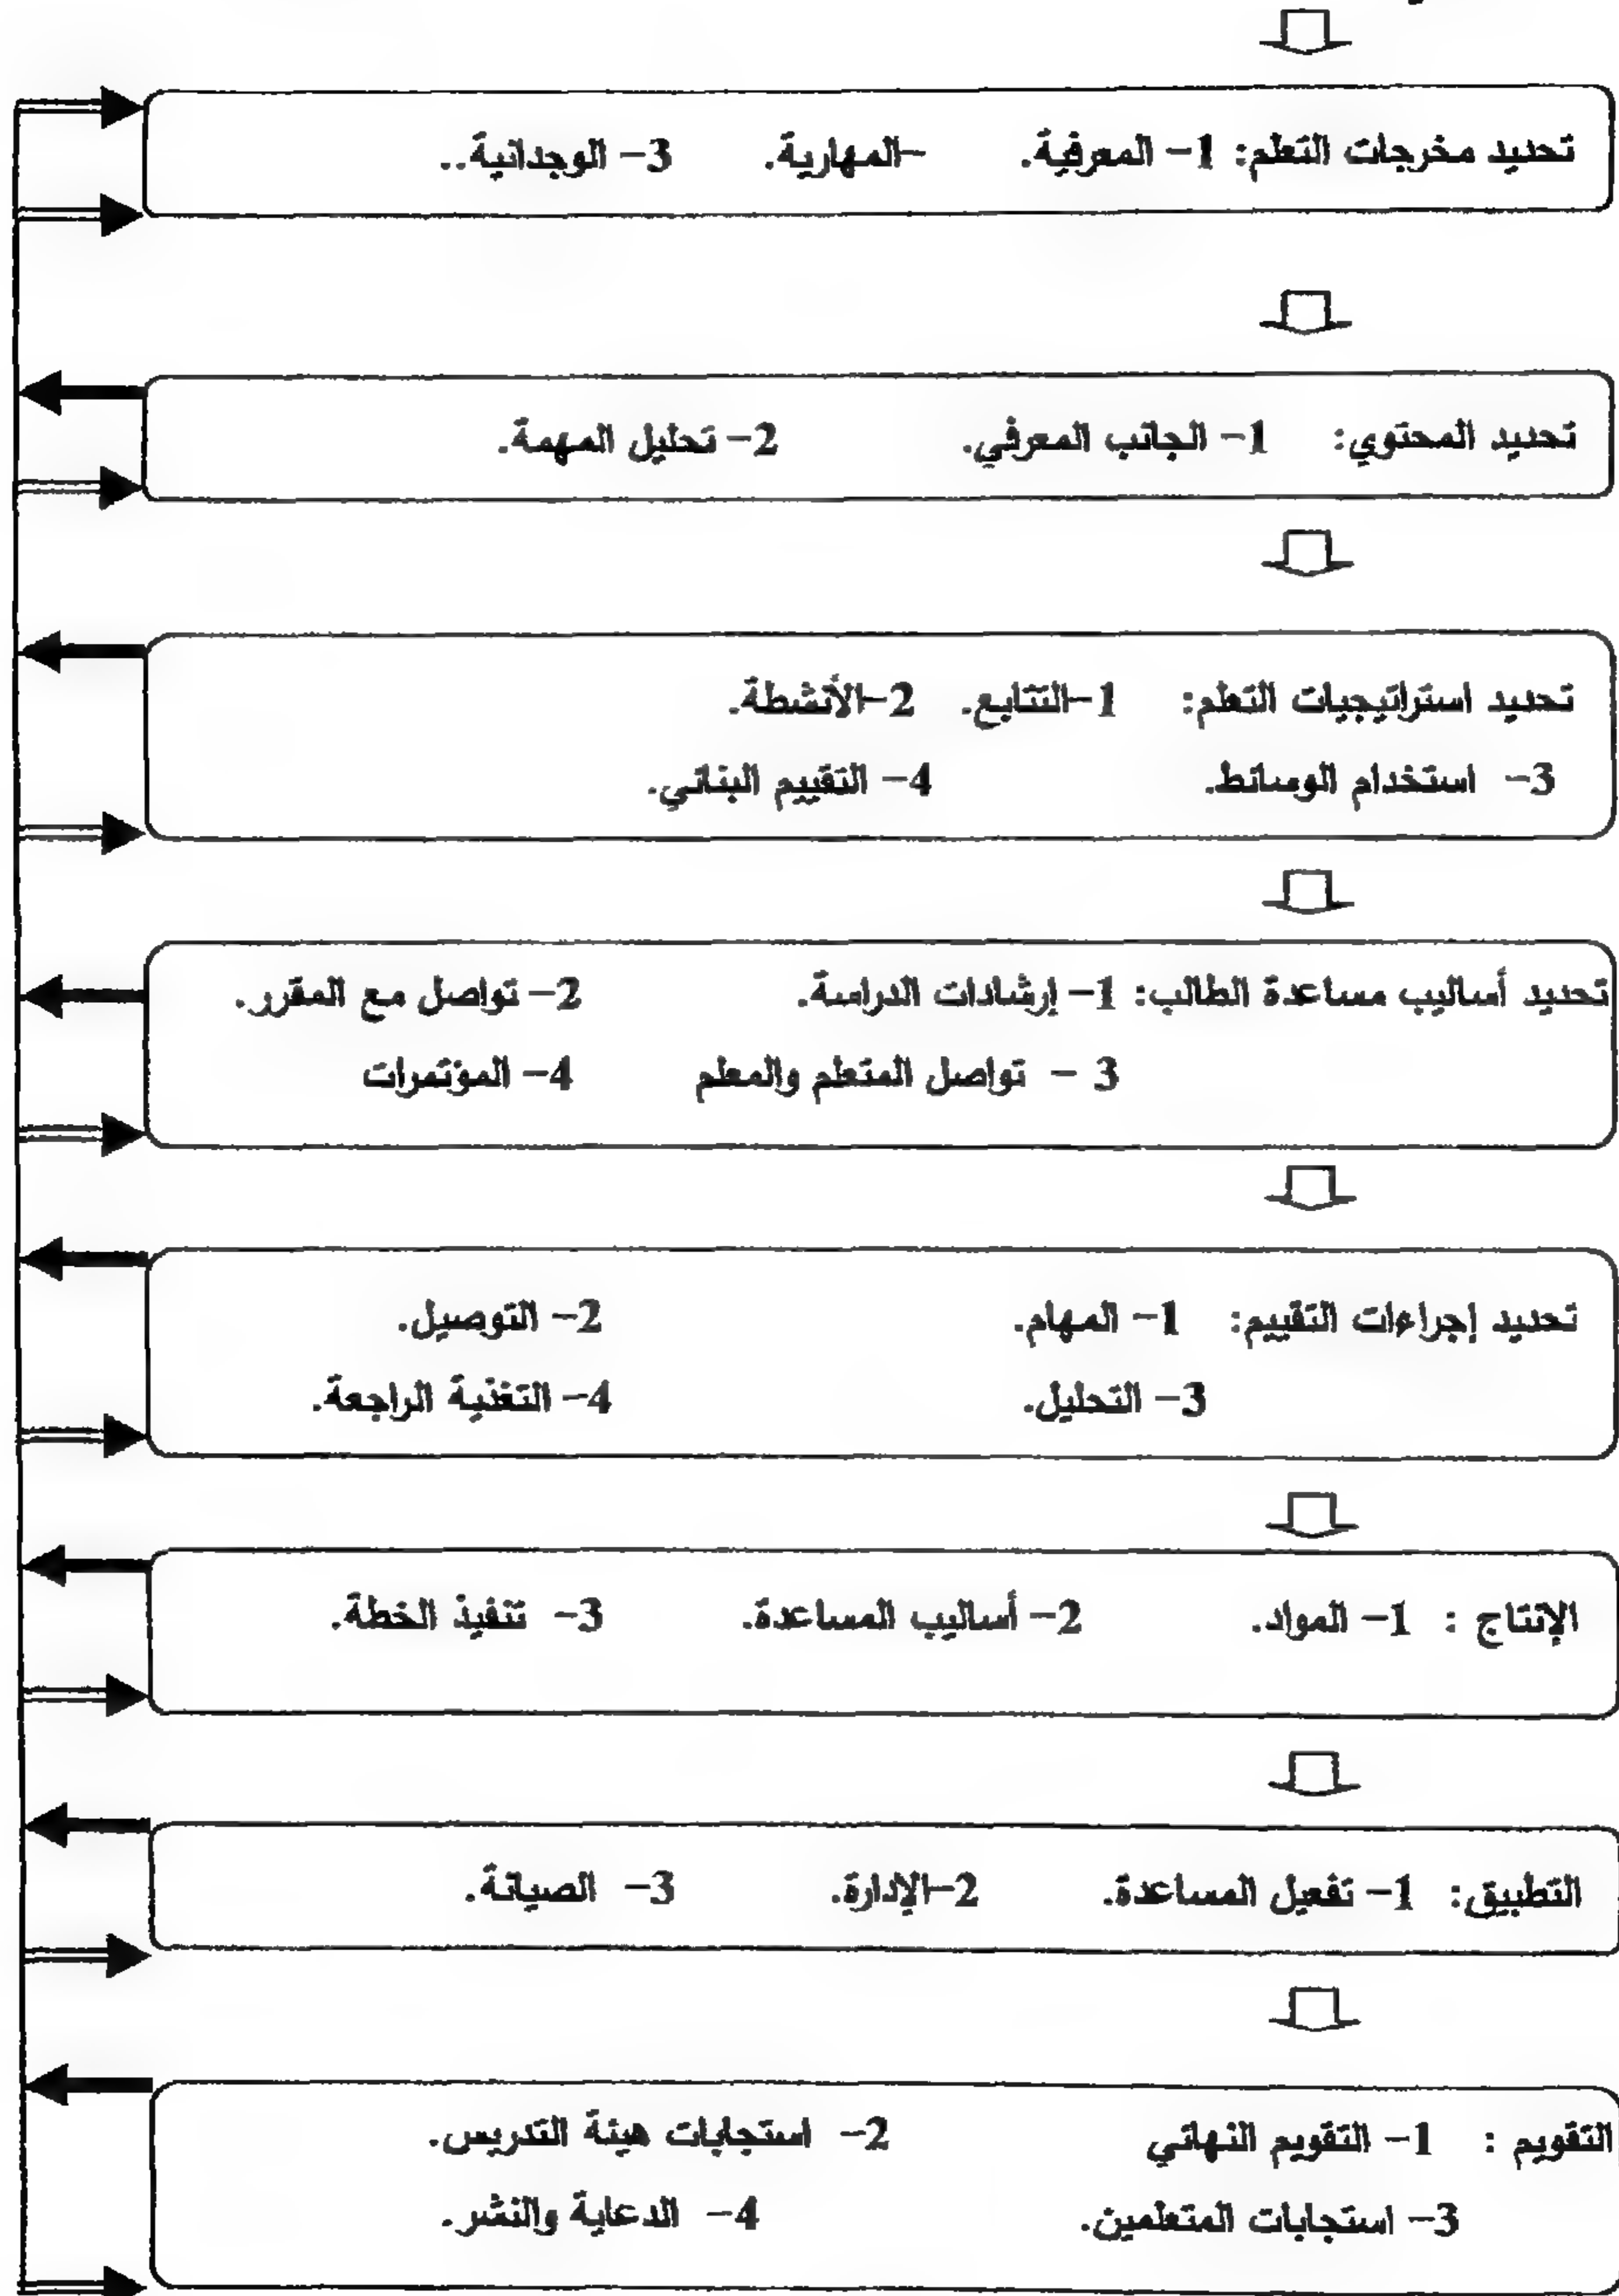 تحديد مخرجات التعلم: 1- المعرفية. -المهارية. 3- الوجدانية..
تحديد المحتوي: 1- الجانب المعرفي. 2- تحليل المهمة.
تحديد استراتيجيات التعلم: 1-التتابع. 2-الأنشطة.
3- استخدام الوسائط. 4- التقييم البنائي.
تحديد أساليب مساعدة الطالب: 1- إرشادات الدراسة. 2- تواصل مع المقرر.
3 - تواصل المتعلم والمعلم 4- المؤتمرات
تحديد إجراءات التقييم: 1- المهام. 2- التوصيل.
3- التحليل. 4- التغذية الراجعة.
الإنتاج : 1- المواد. 2- أساليب المساعدة. 3- تنفيذ الخطة.
التطبيق: 1- تفعيل المساعدة. 2-الإدارة. 3- الصيانة.
التقويم : 1- التقويم النهائي 2- استجابات هيئة التدريس.
3- استجابات المتعلمين. 4- الدعاية والنشر.